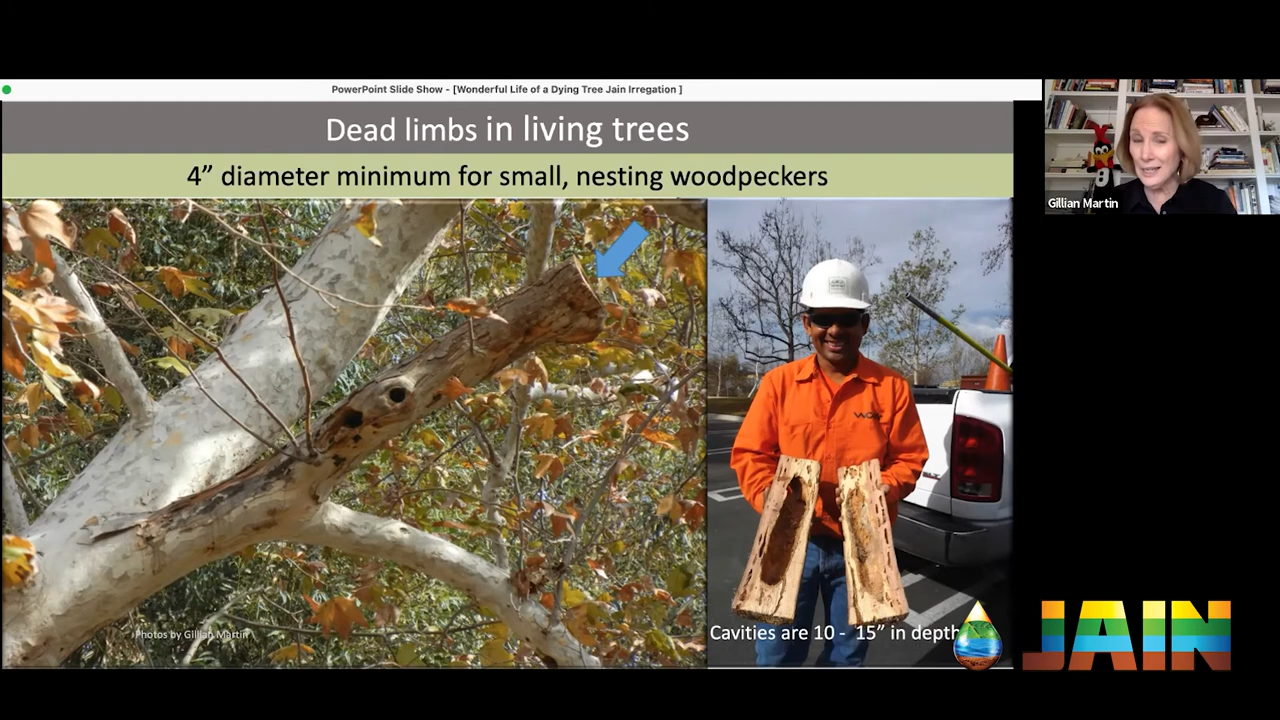 PowerPoint Slide Show - [Wonderful Life of a Dying Tree Jain Irregation ]
Dead limbs in living trees
4” diameter minimum for small, nesting woodpeckers
Gillian Martin
Photos by Gillian Martin
Cavities are 10 - 15” in depth
JAIN